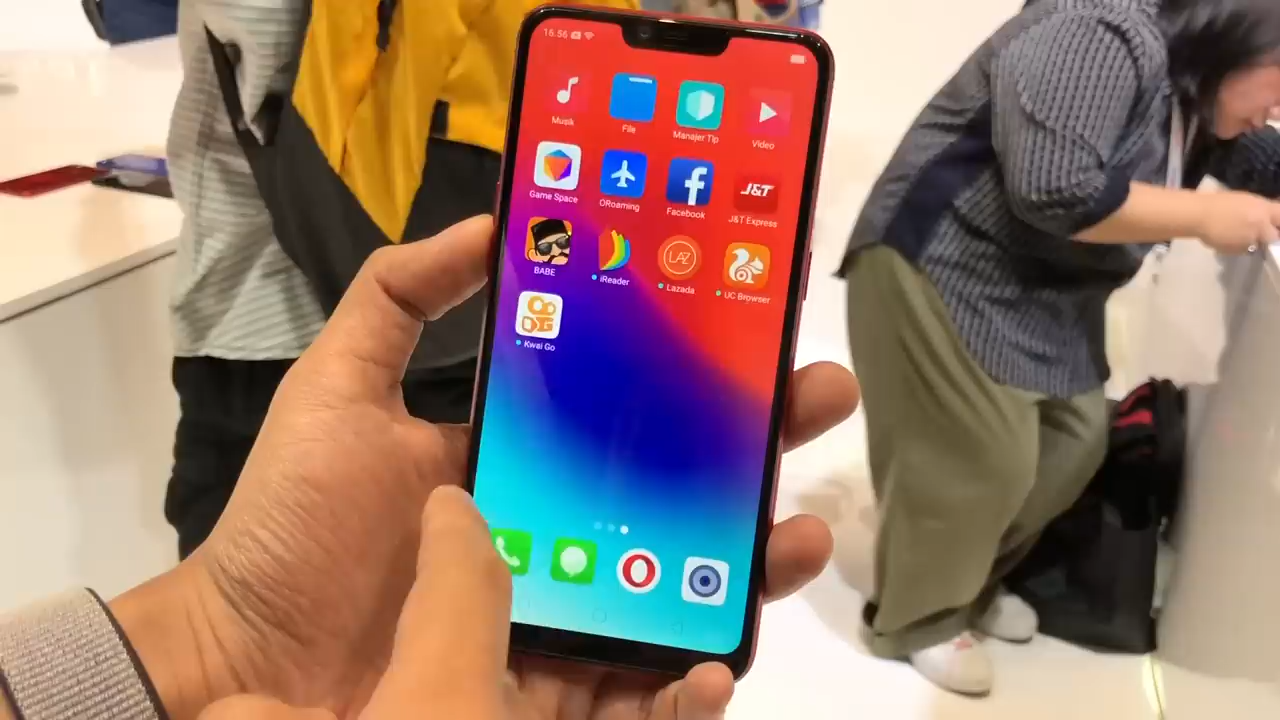 16.56
Musik
File
Manajer Tlp
Video
Game Space
ORoaming
Facebook
J&T EXPRESS
J&T Express
BABE
iReader
LAZ
Lazada
UC Browser
Kwai Go